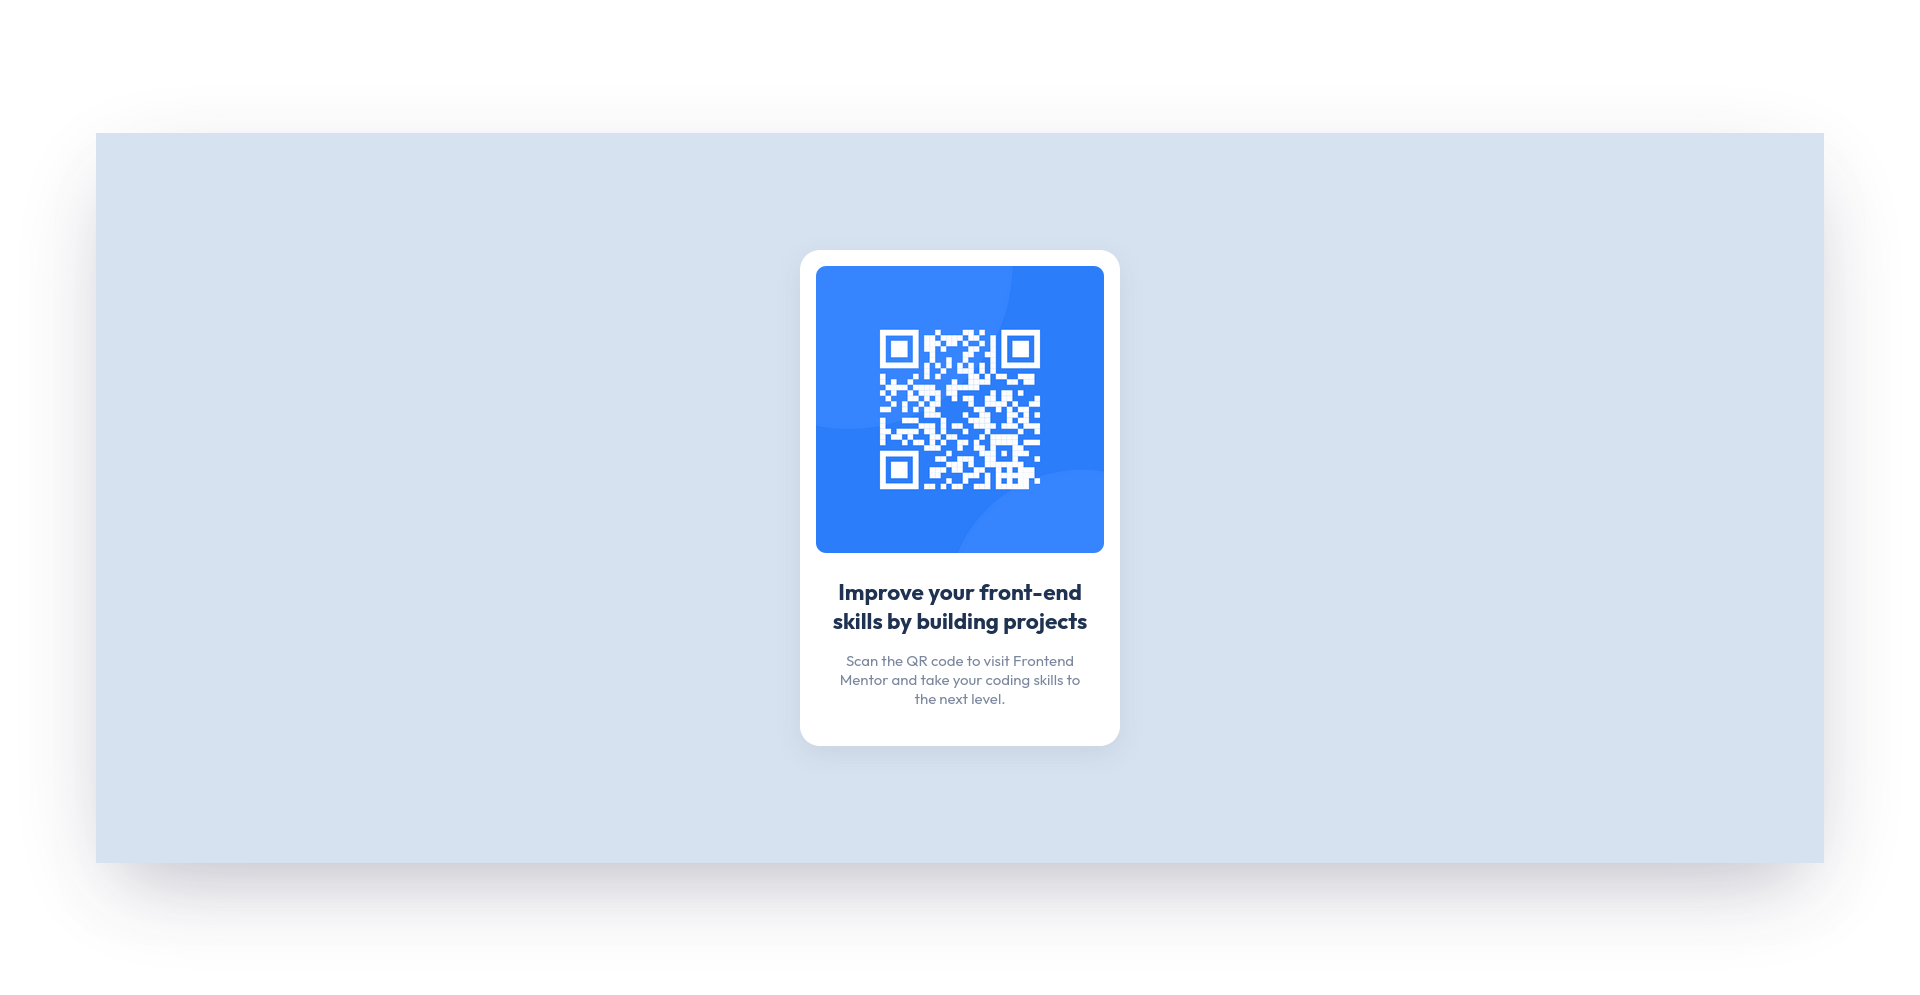 Improve your front-end
skills by building projects
Scan the QR code to visit Frontend
Mentor and take your coding skills to
the next level.